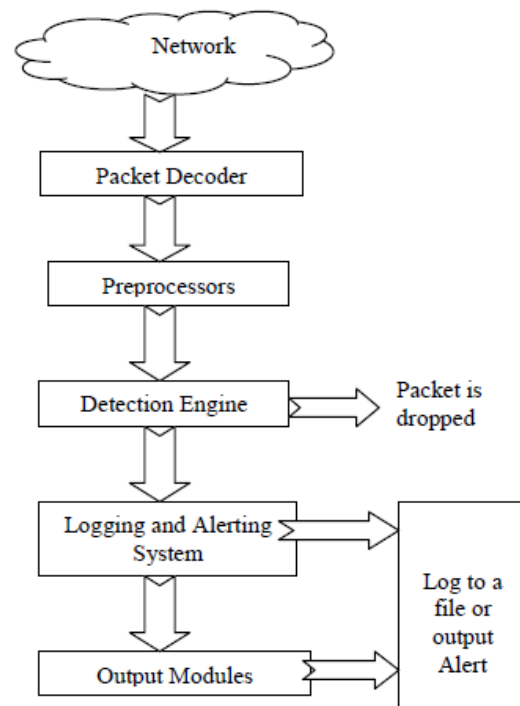 Network
Packet Decoder
Preprocessors
Detection Engine
Packet is
dropped
Logging and Alerting
System
Log to a
file or
output
Alert
Output Modules